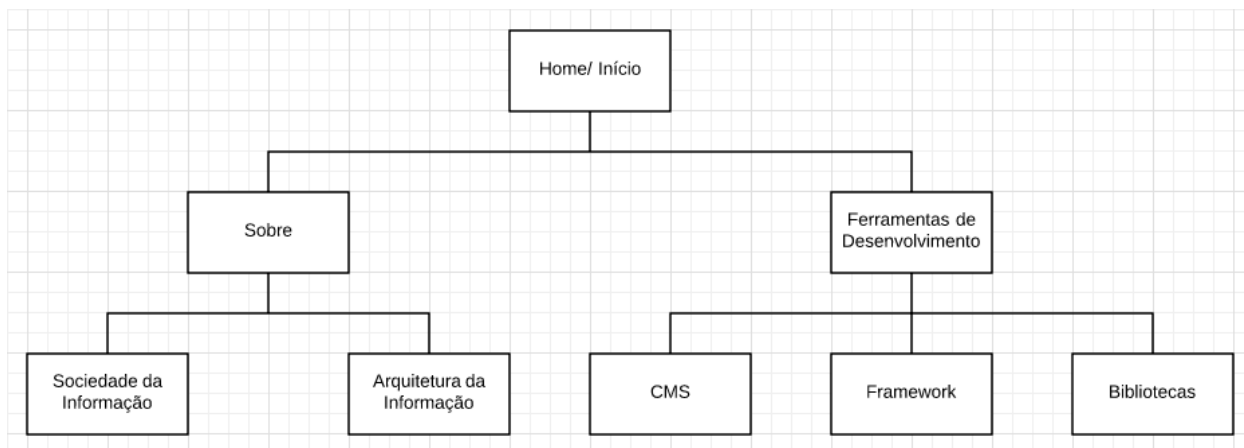 Home/ Início
Sobre
Ferramentas de
Desenvolvimento
Sociedade da
Informação
Arquitetura da
Informação
CMS
Framework
Bibliotecas